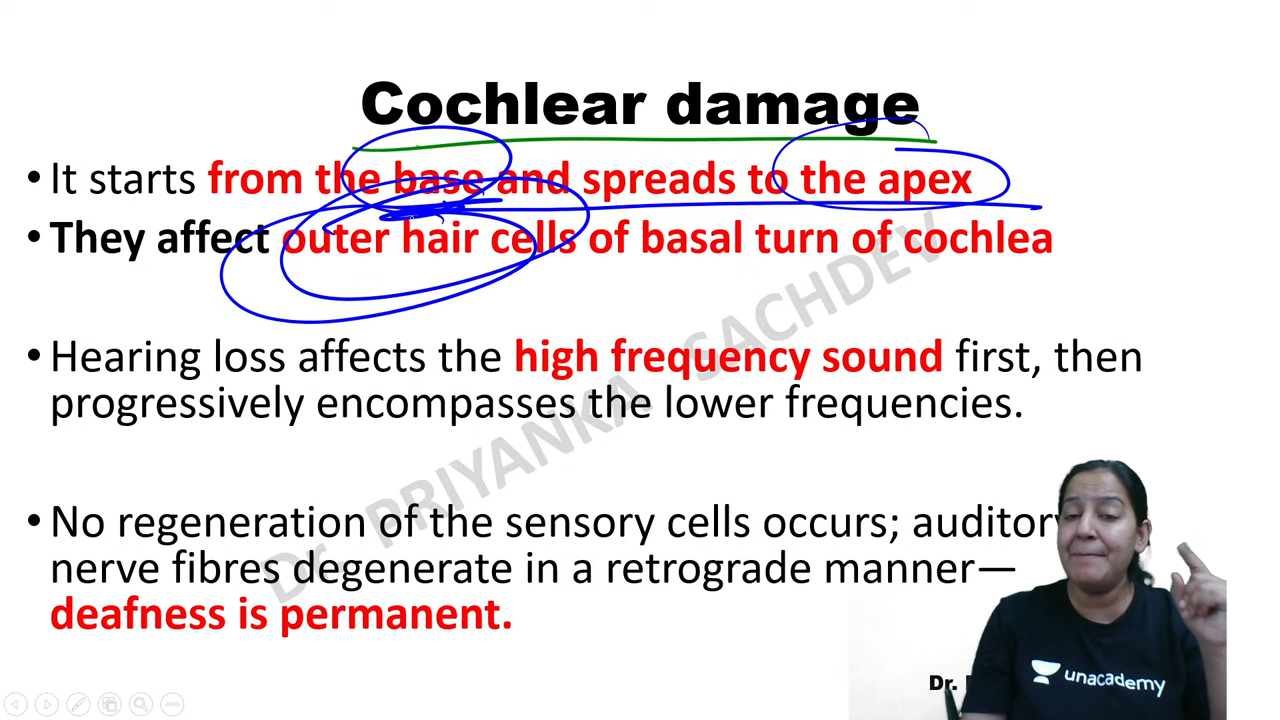 Cochlear damage
• It starts from the base and spreads to the apex
• They affect outer hair cells of basal turn of cochlea
• Hearing loss affects the high frequency sound first, then
progressively encompasses the lower frequencies.
• No regeneration of the sensory cells occurs; auditory
nerve fibres degenerate in a retrograde manner—
deafness is permanent.
Dr. PRIYANKA SACHDEV
Dr.
unacademy